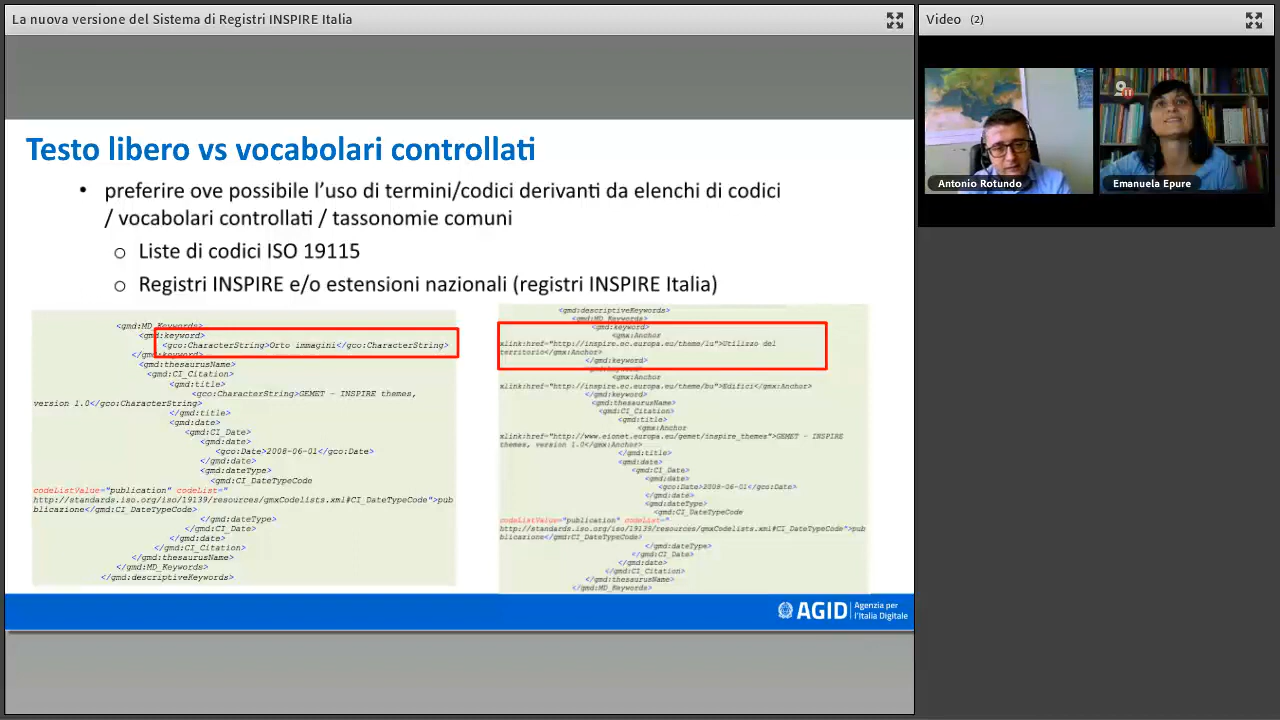 La nuova versione del Sistema di Registri INSPIRE Italia
Video (2)
Antonio Rotundo
Emanuela Epure
Testo libero vs vocabolari controllati
• preferire ove possibile l'uso di termini/codici derivanti da elenchi di codici
/ vocabolari controllati / tassonomie comuni
o Liste di codici ISO 19115
o Registri INSPIRE e/o estensioni nazionali (registri INSPIRE Italia)
<gmd:MD_Keywords>
<gmd:keyword>
<gco:CharacterString>Orto immagini</gco:CharacterString>
</gmd:keyword>
<gmd:thesaurusName>
<gmd:CI_Citation>
<gmd:title>
<gco:CharacterString>GEMET - INSPIRE themes,
version 1.0</gco:CharacterString>
</gmd:title>
<gmd:date>
<gmd:CI_Date>
<gmd:date>
<gco:Date>2008-06-01</gco:Date>
</gmd:date>
<gmd:dateType>
<gmd:CI_DateTypeCode
codeListValue="publication" codeList="
http://standards.iso.org/iso/19139/resources/gmxCodelists.xml#CI_DateTypeCode">pub
blicazione</gmd:CI_DateTypeCode>
</gmd:dateType>
</gmd:CI_Date>
</gmd:date>
</gmd:CI_Citation>
</gmd:thesaurusName>
</gmd:MD_Keywords>
</gmd:descriptiveKeywords>
<gmd:descriptiveKeywords>
<gmd:MD_Keywords>
<gmd:keyword>
<gmx:Anchor
xlink:href="http://inspire.ec.europa.eu/theme/lu">Utilizzo del
territorio</gmx:Anchor>
</gmd:keyword>
<gmx:Anchor
xlink:href="http://inspire.ec.europa.eu/theme/bu">Edifici</gmx:Anchor>
</gmd:keyword>
<gmd:thesaurusName>
<gmd:CI_Citation>
<gmd:title>
<gmx:Anchor
xlink:href="http://www.eionet.europa.eu/gemet/inspire_themes">GEMET - INSPIRE
themes, version 1.0</gmx:Anchor>
</gmd:title>
<gmd:date>
<gmd:CI_Date>
<gmd:date>
<gco:Date>2008-06-01</gco:Date>
</gmd:date>
<gmd:dateType>
<gmd:CI_DateTypeCode
codeListValue="publication" codeList="
http://standards.iso.org/iso/19139/resources/gmxCodelists.xml#CI_DateTypeCode">pub
blicazione</gmd:CI_DateTypeCode>
</gmd:dateType>
</gmd:CI_Date>
</gmd:date>
</gmd:CI_Citation>
</gmd:thesaurusName>
</gmd:MD_Keywords>
AGID Agenzia per
l'Italia Digitale